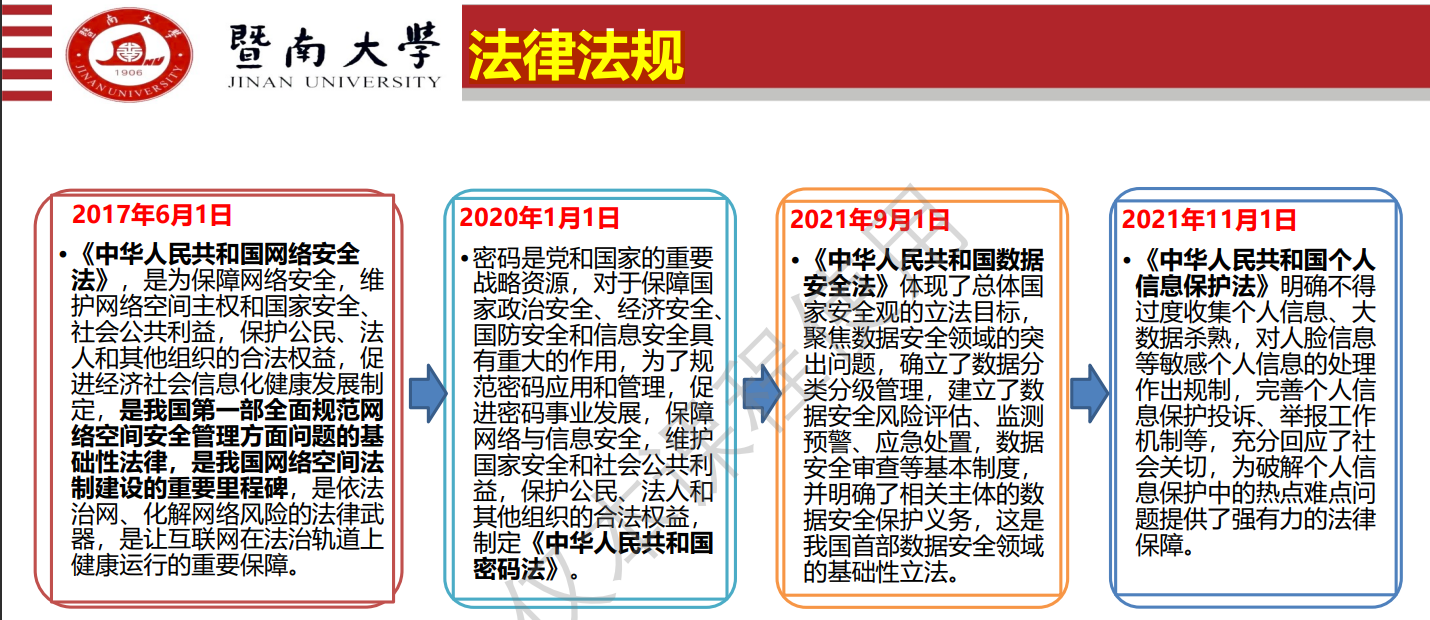 暨南大学
JINAN UNIVERSITY
1906
暨南大學
JINAN UNIVERSITY
法律法规
2017年6月1日
•《中华人民共和国网络安全
法》，是为保障网络安全，维
护网络空间主权和国家安全、
社会公共利益，保护公民、法
人和其他组织的合法权益，促
进经济社会信息化健康发展制
定，是我国第一部全面规范网
络空间安全管理方面问题的基
础性法律，是我国网络空间法
制建设的重要里程碑，是依法
治网、化解网络风险的法律武
器，是让互联网在法治轨道上
健康运行的重要保障。
2020年1月1日
•密码是党和国家的重要
战略资源，对于保障国
家政治安全、经济安全、
国防安全和信息安全具
有重大的作用，为了规
范密码应用和管理，促
进密码事业发展，保障
网络与信息安全，维护
国家安全和社会公共利
益，保护公民、法人和
其他组织的合法权益，
制定《中华人民共和国
密码法》。
2021年9月1日
•《中华人民共和国数据
安全法》体现了总体国
家安全观的立法目标，
聚焦数据安全领域的突
出问题，确立了数据分
类分级管理，建立了数
据安全风险评估、监测
预警、应急处置，数据
安全审查等基本制度，
并明确了相关主体的数
据安全保护义务，这是
我国首部数据安全领域
的基础性立法。
2021年11月1日
•《中华人民共和国个人
信息保护法》明确不得
过度收集个人信息、大
数据杀熟，对人脸信息
等敏感个人信息的处理
作出规制，完善个人信
息保护投诉、举报工作
机制等，充分回应了社
会关切，为破解个人信
息保护中的热点难点问
题提供了强有力的法律
保障。
仅本课程使用